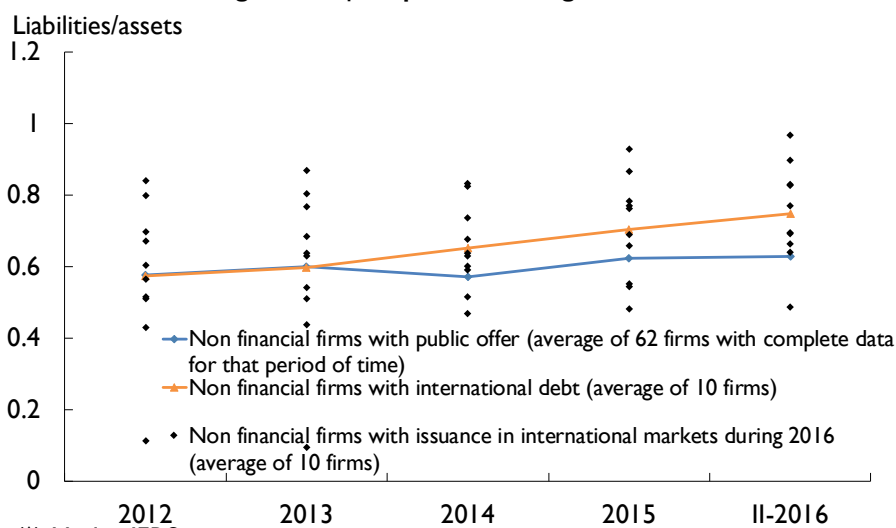 Liabilities/assets
1.2
1
0.8
0.6
0.4
0.2
0
Non financial firms with public offer (average of 62 firms with complete data
for that period of time)
Non financial firms with international debt (average of 10 firms)
Non financial firms with issuance in international markets during 2016
(average of 10 firms)
2012 2013 2014 2015 II-2016